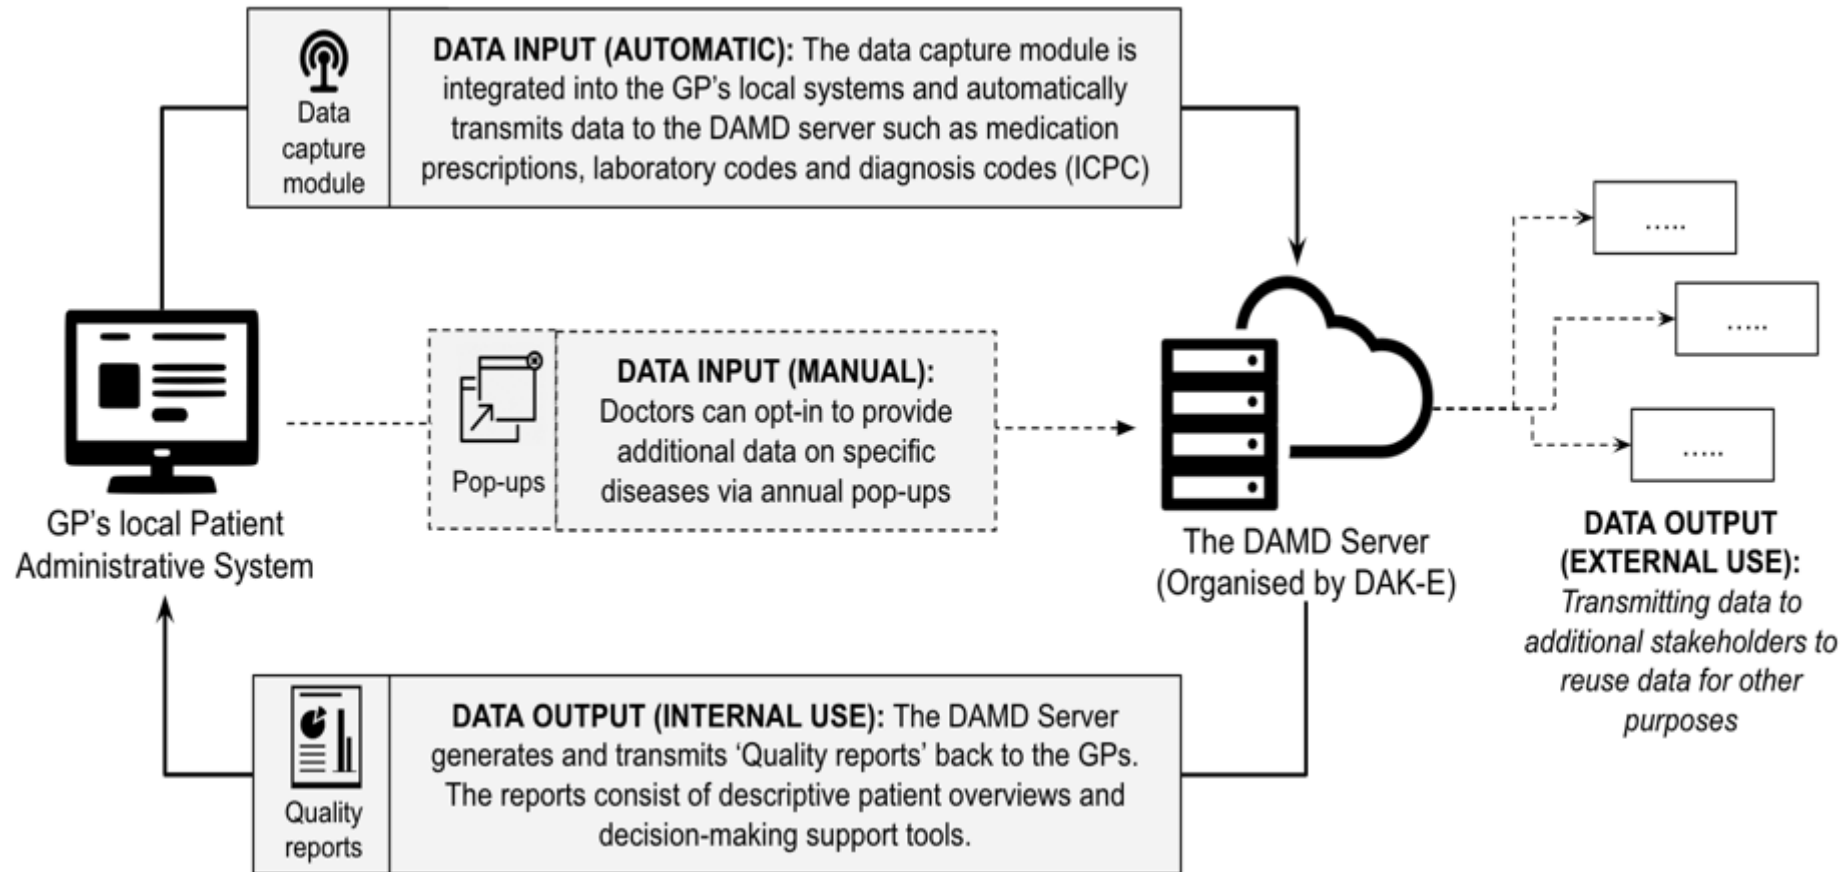 Data
capture
module
DATA INPUT (AUTOMATIC): The data capture module is
integrated into the GP's local systems and automatically
transmits data to the DAMD server such as medication
prescriptions, laboratory codes and diagnosis codes (ICPC)
.....
.....
.....
Pop-ups
DATA INPUT (MANUAL):
Doctors can opt-in to provide
additional data on specific
diseases via annual pop-ups
GP's local Patient
Administrative System
The DAMD Server
(Organised by DAK-E)
DATA OUTPUT
(EXTERNAL USE):
Transmitting data to
additional stakeholders to
reuse data for other
purposes
Quality
reports
DATA OUTPUT (INTERNAL USE): The DAMD Server
generates and transmits ‘Quality reports’ back to the GPs.
The reports consist of descriptive patient overviews and
decision-making support tools.